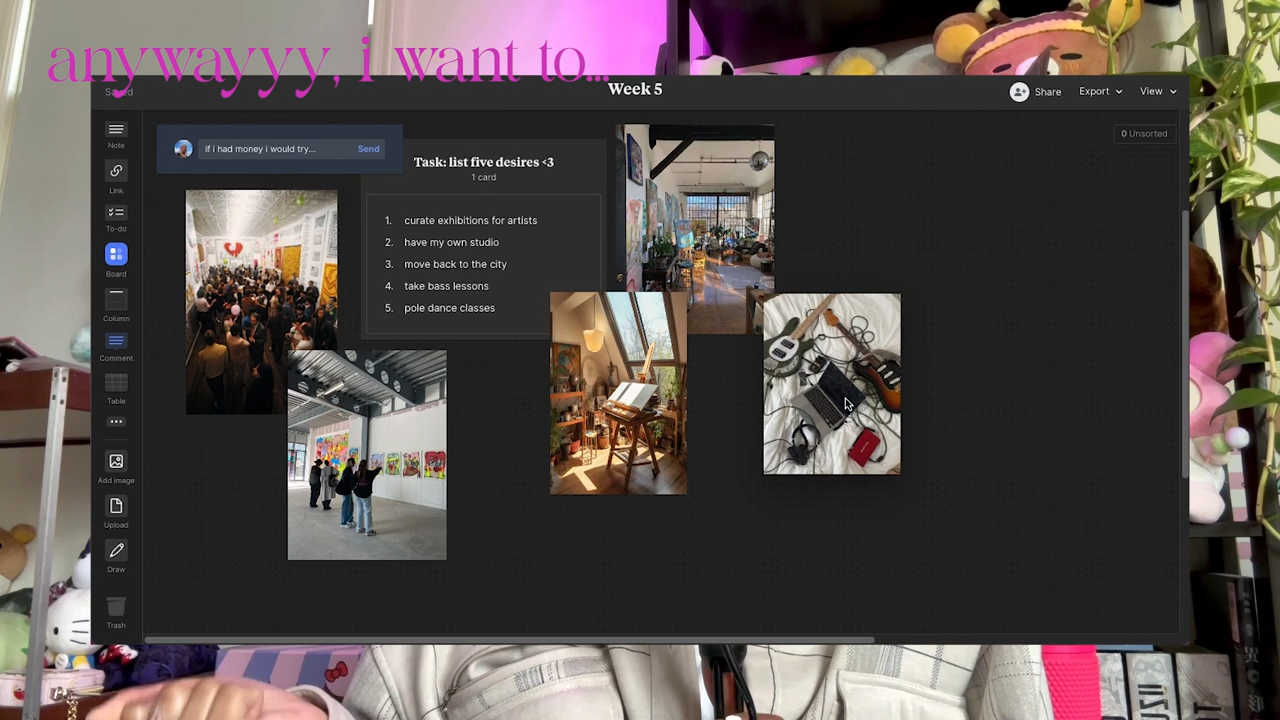 anywayyy, i want to...
Saved
Week 5
Share
Export
View
Note
Link
To-do
Board
Column
Comment
Table
Add image
Upload
Draw
Trash
if i had money i would try...
Send
0 Unsorted
Task: list five desires <3
1 card
1. curate exhibitions for artists
2. have my own studio
3. move back to the city
4. take bass lessons
5. pole dance classes